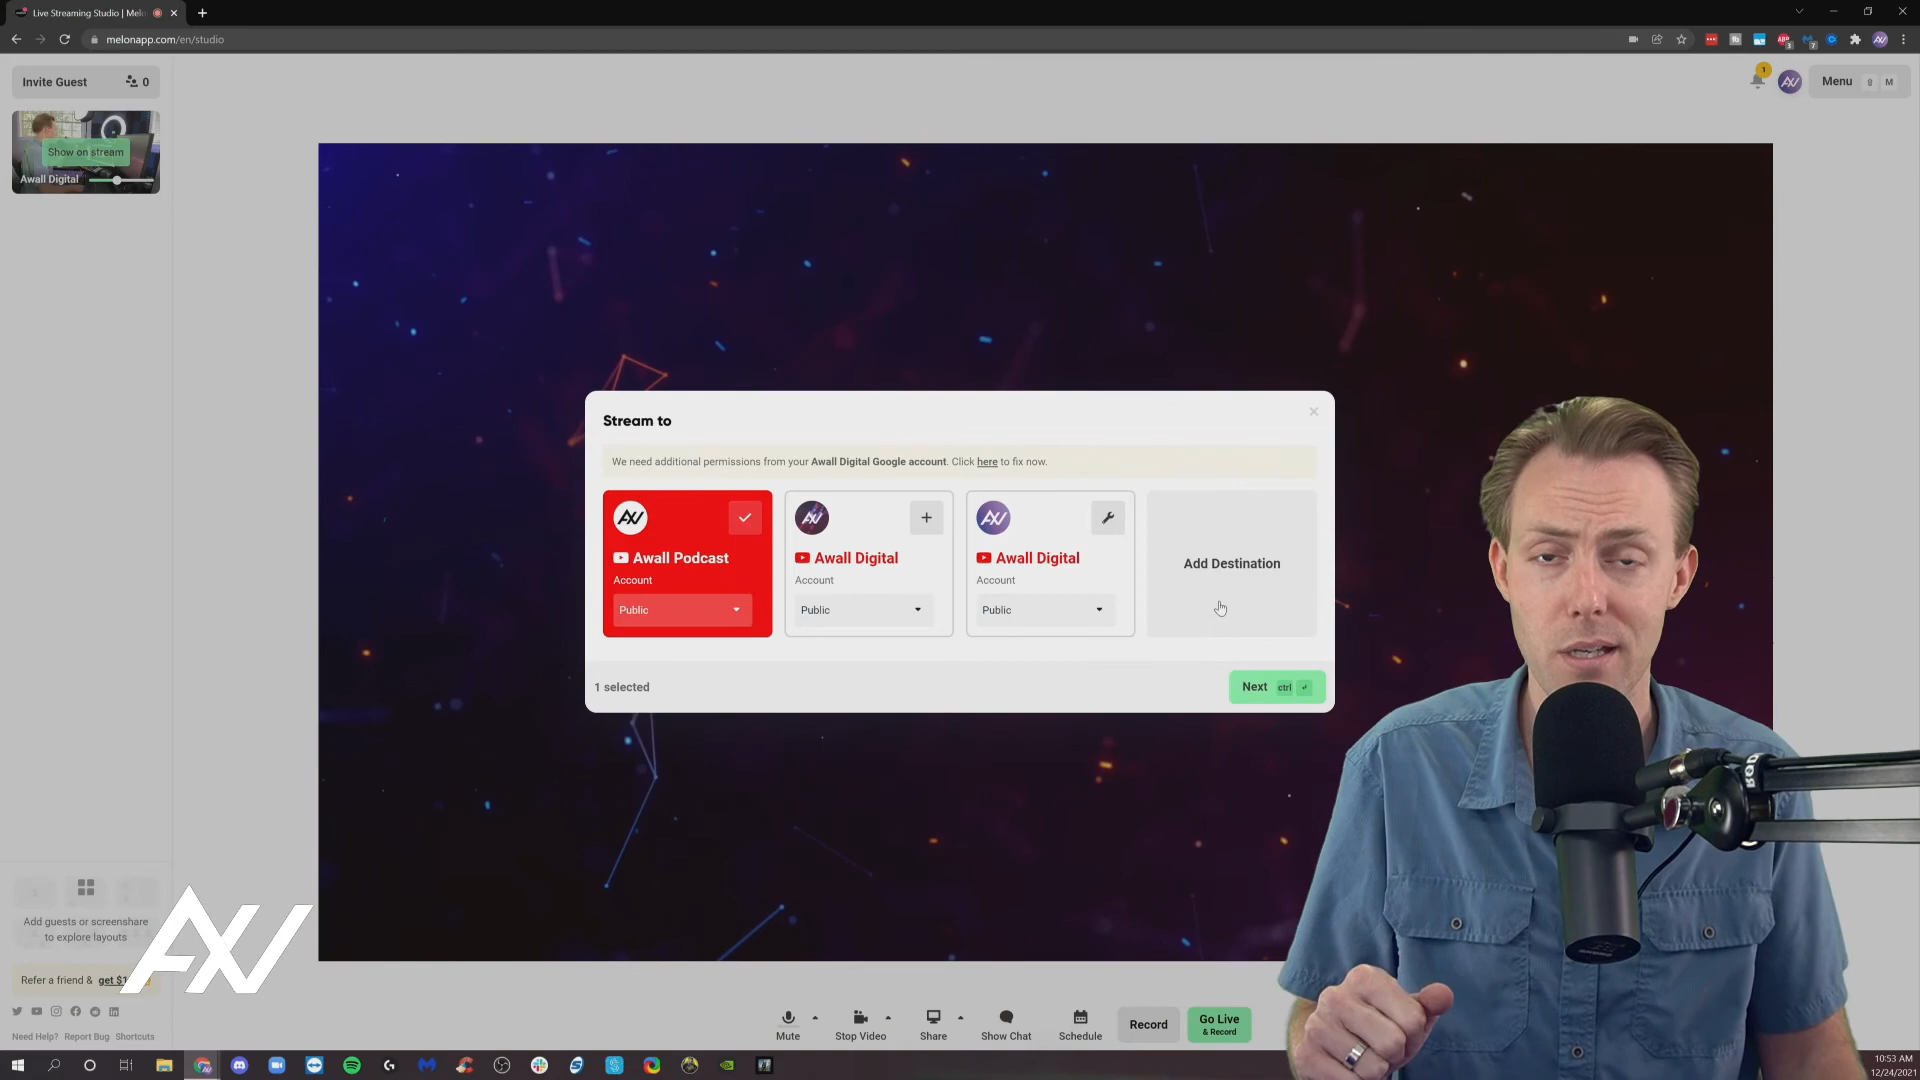 Live Streaming Studio | Melo
melonapp.com/en/studio
Invite Guest 0
Show on stream
Awall Digital
1
Menu M
Stream to
We need additional permissions from your Awall Digital Google account. Click here to fix now.
Awall Podcast
Account
Public
Awall Digital
Account
Public
Awall Digital
Account
Public
Add Destination
1 selected
Next ctrl
Add guests or screenshare
to explore layouts
Refer a friend & get $1
Need Help? Report Bug Shortcuts
Mute
Stop Video
Share
Show Chat
Schedule
Record
Go Live
& Record
RØD
10:53 AM
12/24/2021